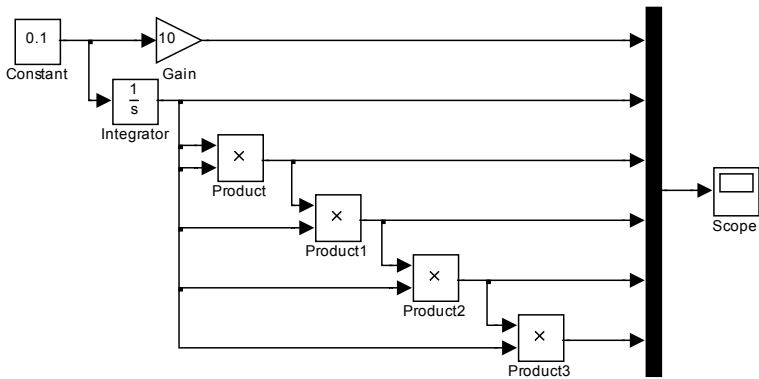 0.1
Constant
10
Gain
1
s
Integrator
×
Product
×
Product1
×
Product2
×
Product3
Scope